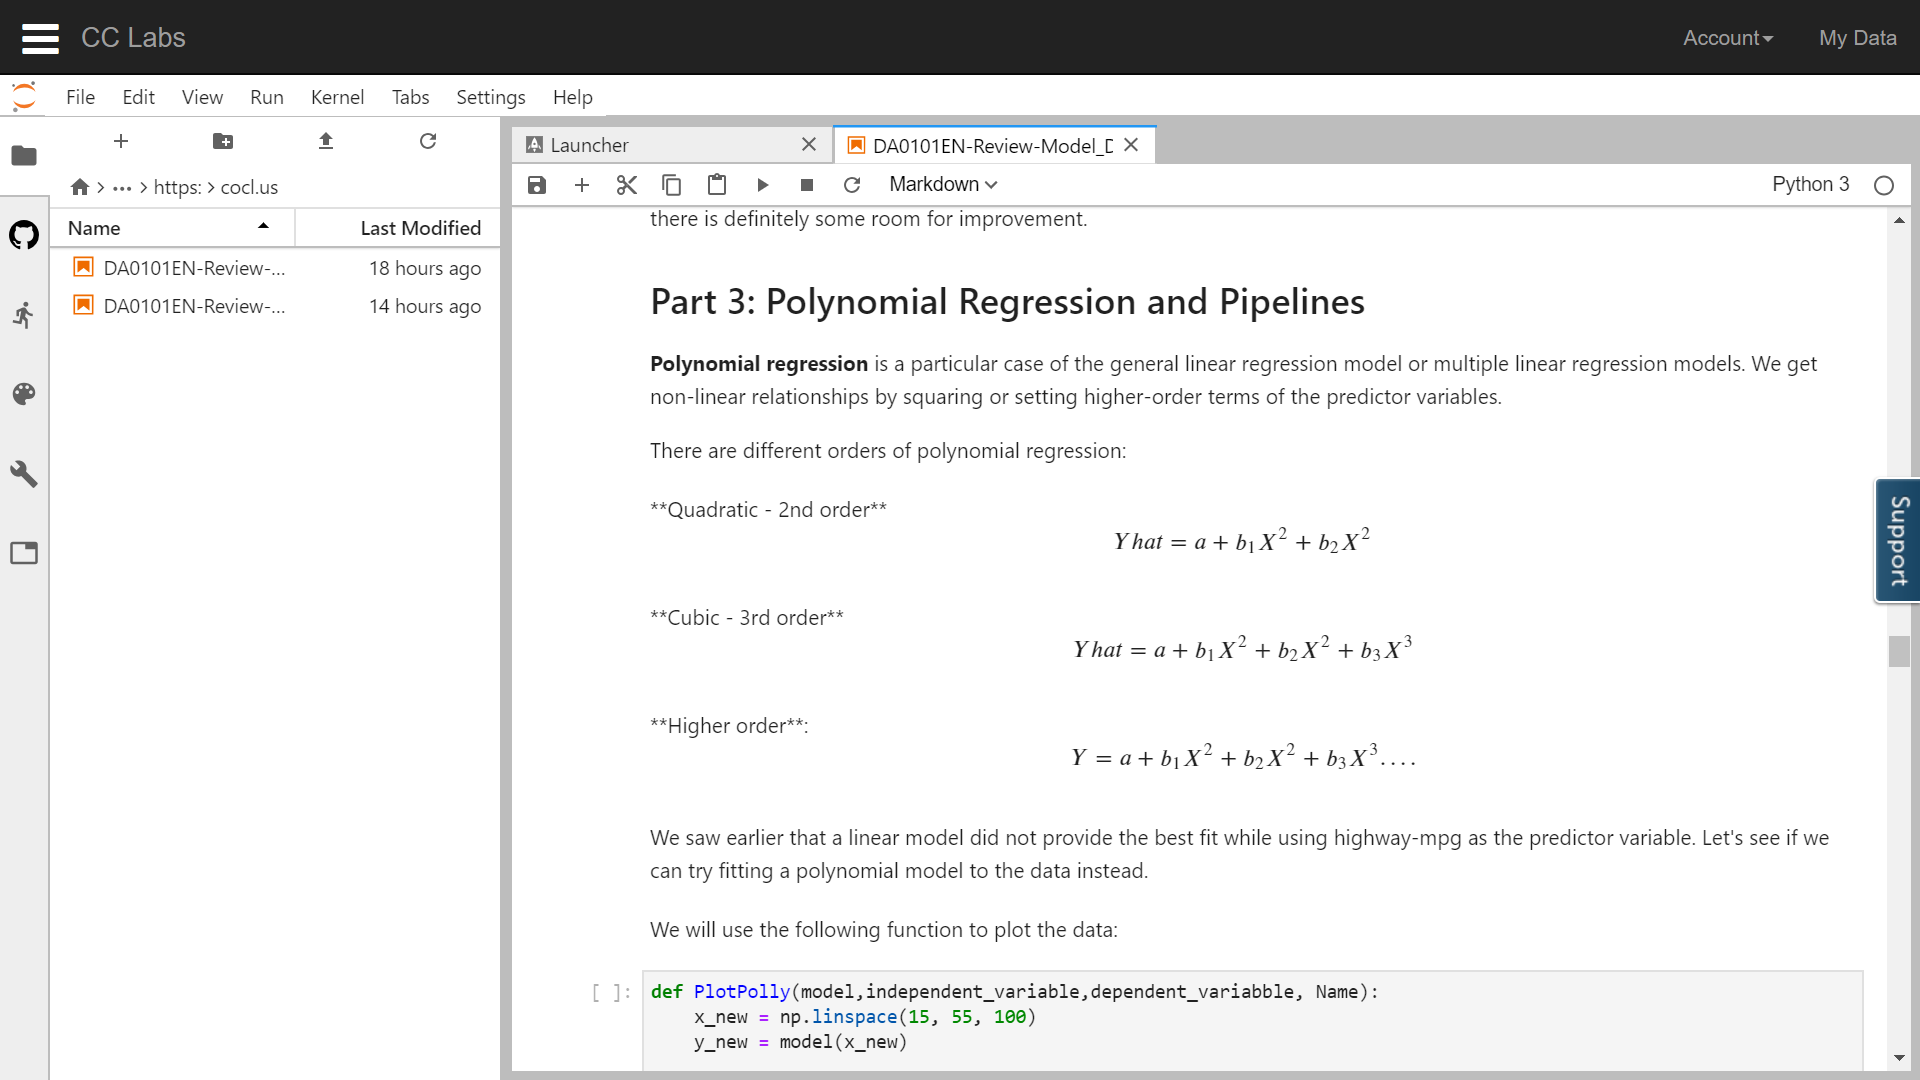 CC Labs
Account
My Data
File Edit View Run Kernel Tabs Settings Help
https: cocl.us
Name Last Modified
DA0101EN-Review-... 18 hours ago
DA0101EN-Review-... 14 hours ago
Launcher
DA0101EN-Review-Model_D
Markdown
Python 3
there is definitely some room for improvement.
Part 3: Polynomial Regression and Pipelines
Polynomial regression is a particular case of the general linear regression model or multiple linear regression models. We get
non-linear relationships by squaring or setting higher-order terms of the predictor variables.
There are different orders of polynomial regression:
**Quadratic - 2nd order**
Yhat = a + b₁X² + b₂X²
**Cubic - 3rd order**
Yhat = a + b₁X² + b₂X² + b₃X³
**Higher order**:
Y = a + b₁X² + b₂X² + b₃X³....
We saw earlier that a linear model did not provide the best fit while using highway-mpg as the predictor variable. Let's see if we
can try fitting a polynomial model to the data instead.
We will use the following function to plot the data:
[ ]: def PlotPolly(model,independent_variable,dependent_variabble, Name):
x_new = np.linspace(15, 55, 100)
y_new = model(x_new)
Support